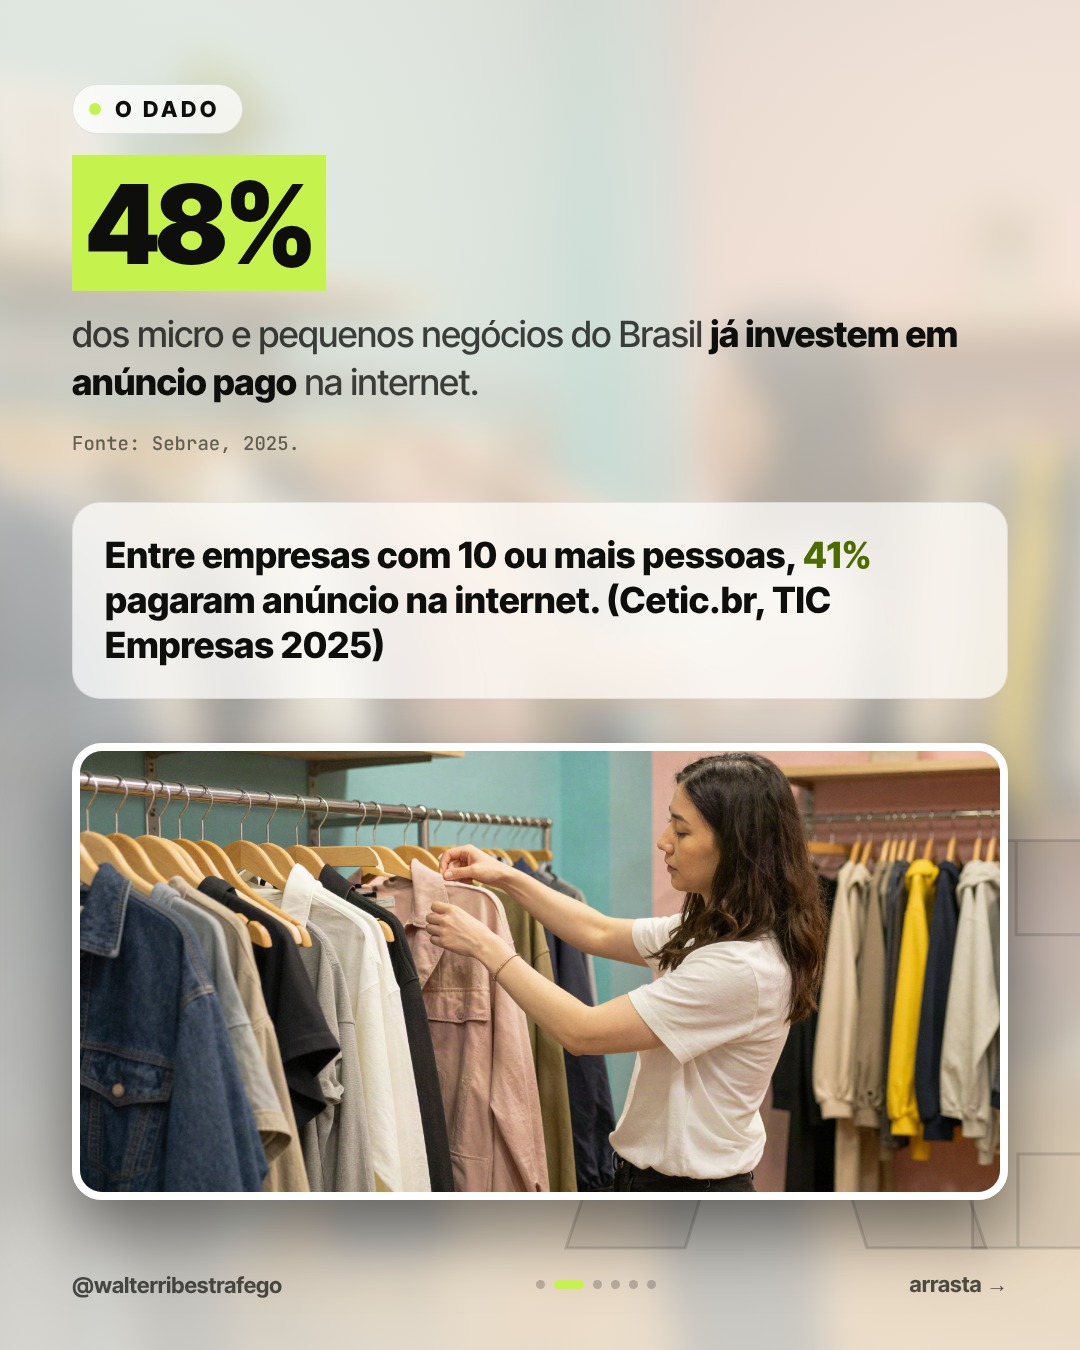 O DADO
48%
dos micro e pequenos negócios do Brasil já investem em
anúncio pago na internet.
Fonte: Sebrae, 2025.
Entre empresas com 10 ou mais pessoas, 41%
pagaram anúncio na internet. (Cetic.br, TIC
Empresas 2025)
@walterribestrafego
arrasta →